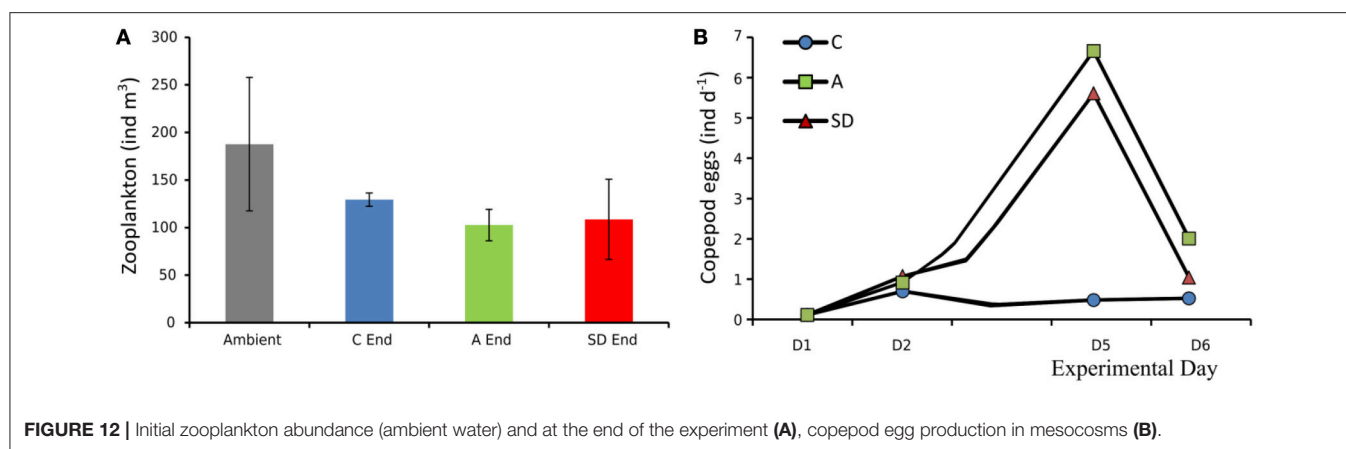 A
300
250
200
150
100
50
0
Zooplankton (ind m³)
Ambient
C End
A End
SD End
B
7
6
5
4
3
2
1
0
Copepod eggs (ind d⁻¹)
C
A
SD
D1
D2
D5
D6
Experimental Day
FIGURE 12 | Initial zooplankton abundance (ambient water) and at the end of the experiment (A), copepod egg production in mesocosms (B).